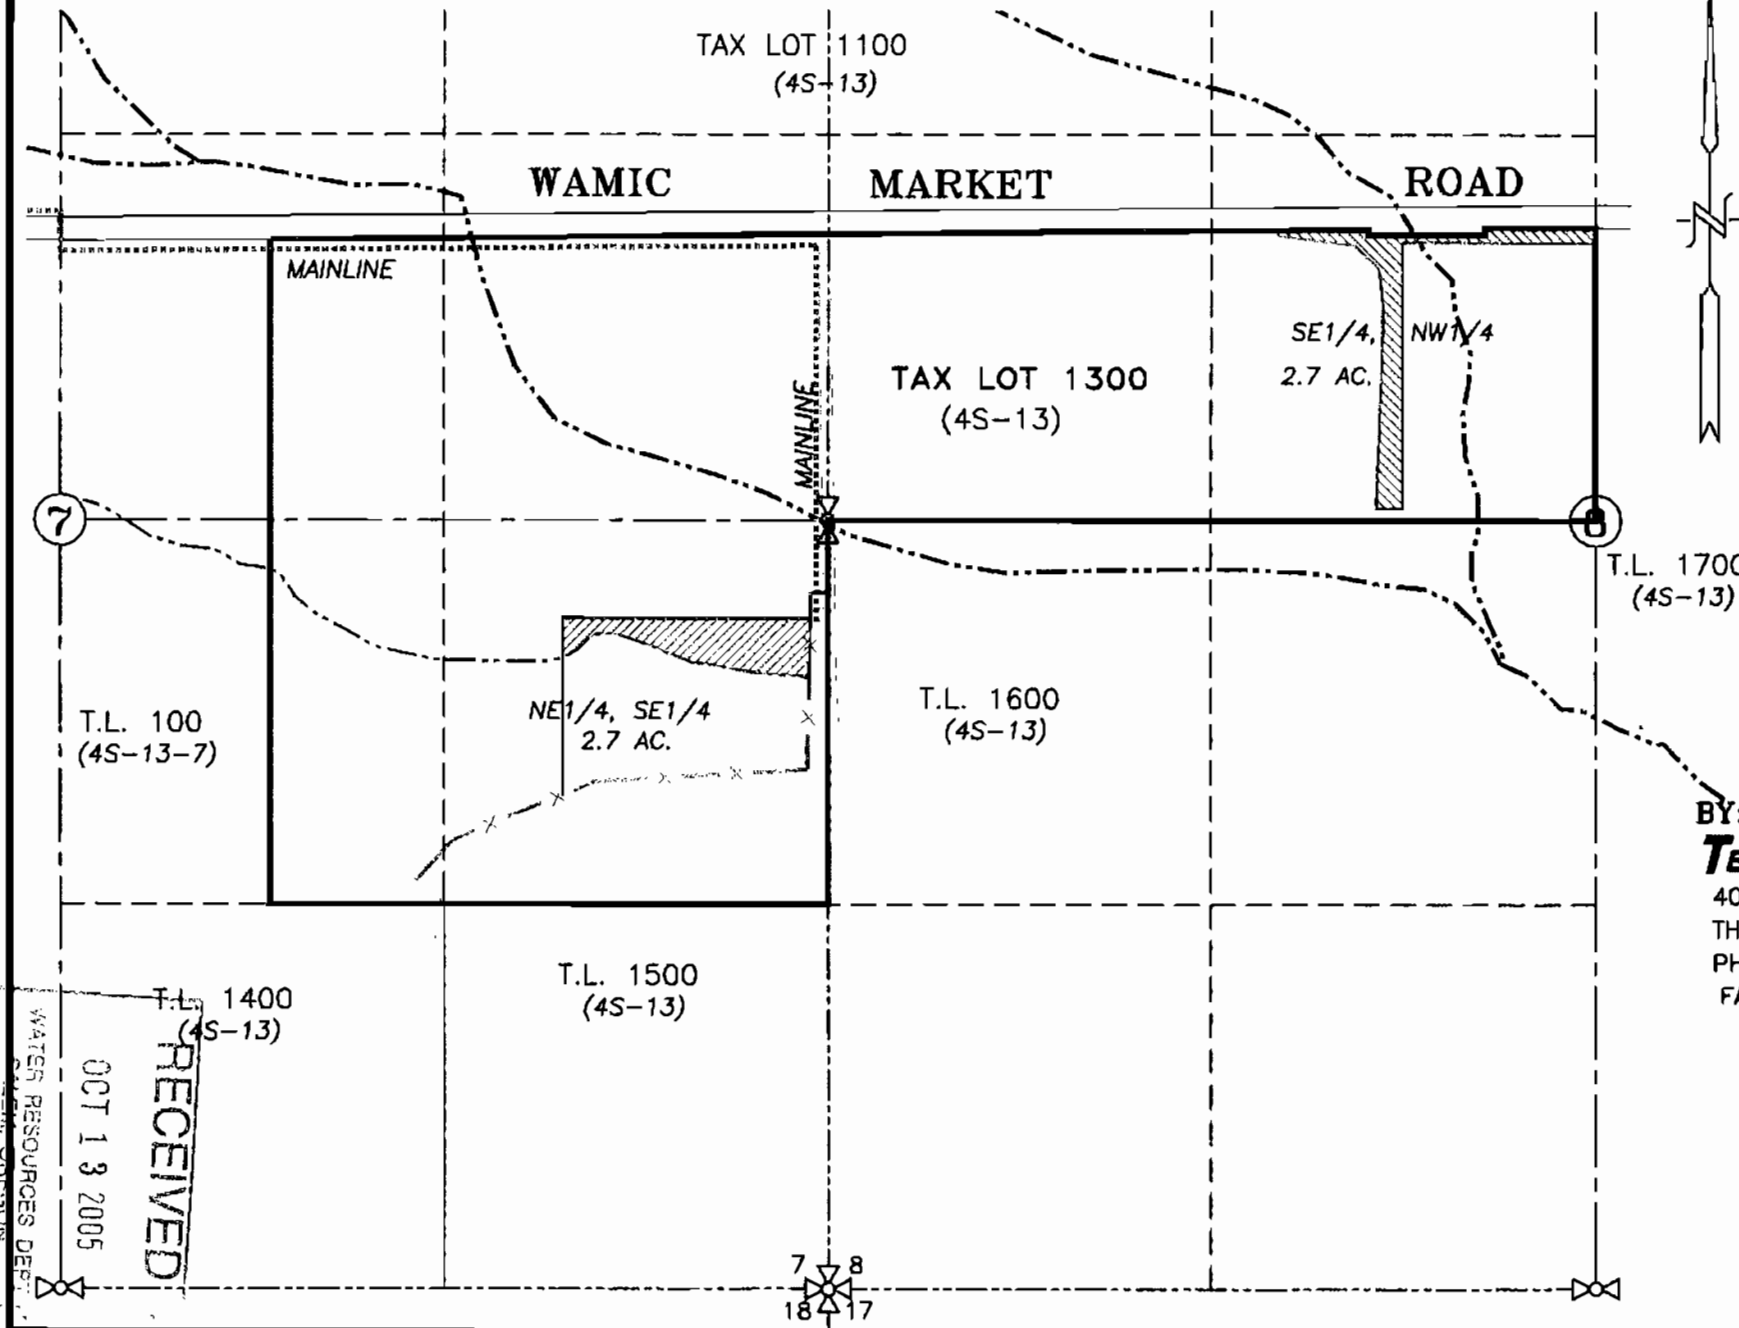 TAX LOT 1100
(4S-13)
WAMIC MARKET ROAD
MAINLINE
MAINLINE
SE1/4, NW1/4
2.7 AC.
TAX LOT 1300
(4S-13)
7
8
T.L. 1700
(4S-13)
T.L. 100
(4S-13-7)
NE1/4, SE1/4
2.7 AC.
T.L. 1600
(4S-13)
BY:
T.L. 1500
(4S-13)
T.L. 1400
(4S-13)
RECEIVED
OCT 13 2005
WATER RESOURCES DEPT
7 8
18 17